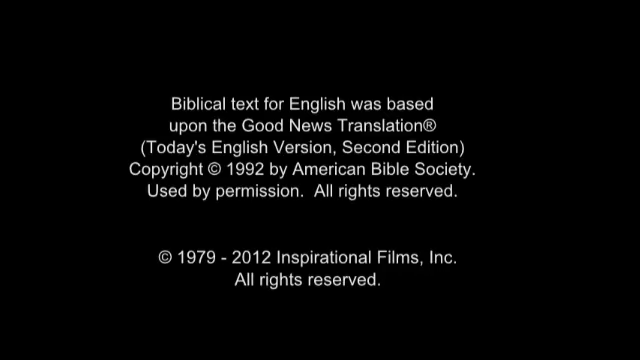 Biblical text for English was based
upon the Good News Translation®
(Today's English Version, Second Edition)
Copyright © 1992 by American Bible Society.
Used by permission.  All rights reserved.
© 1979 - 2012 Inspirational Films, Inc.
All rights reserved.